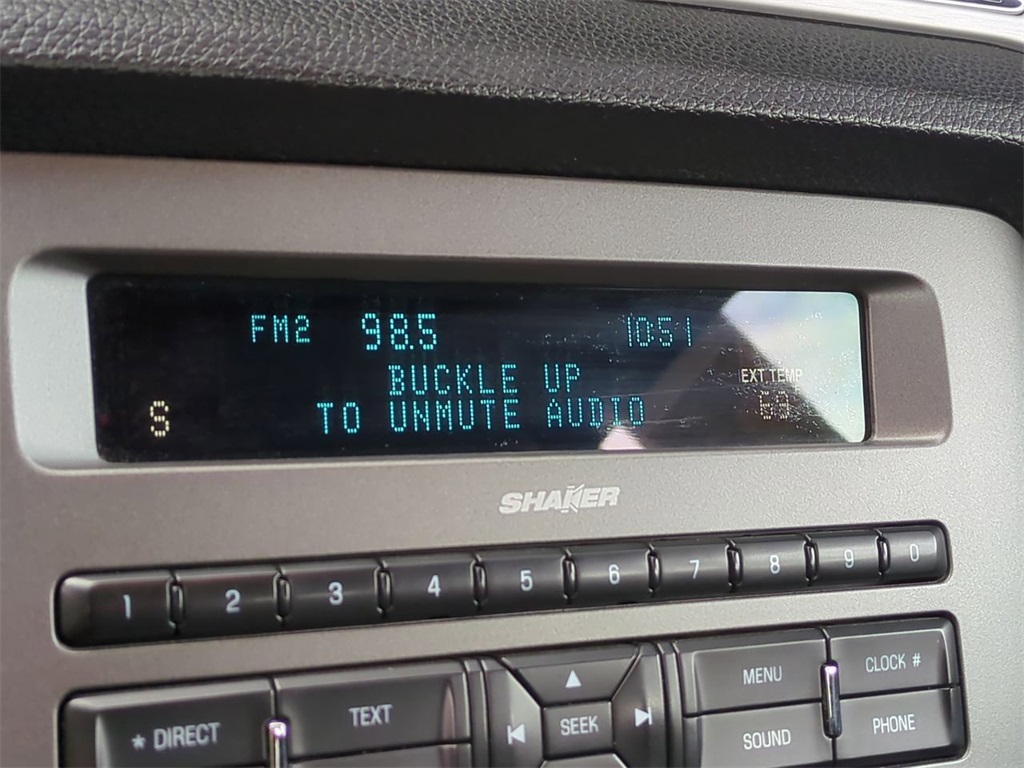 FM2 98.5 10:51
BUCKLE UP
EXT TEMP
TO UNMUTE AUDIO
S
SHAKER
1 2 3 4 5 6 7 8 9 0
MENU CLOCK #
* DIRECT TEXT SEEK
SOUND PHONE